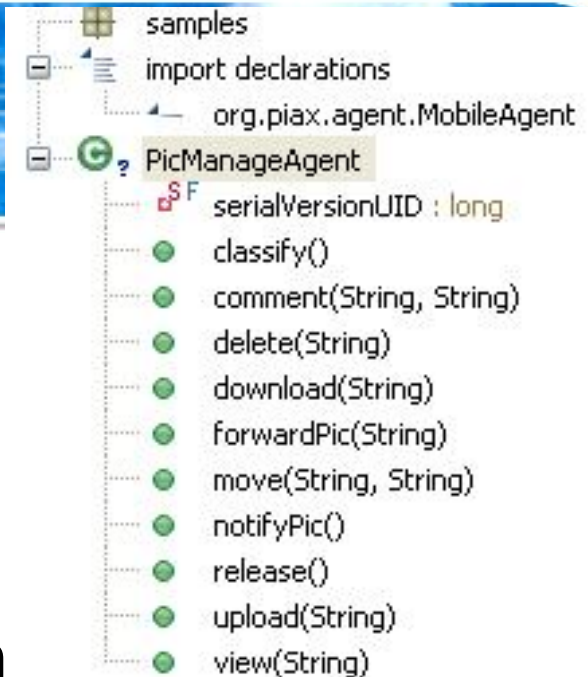 samples
import declarations
org.piax.agent.MobileAgent
PicManageAgent
serialVersionUID : long
classify()
comment(String, String)
delete(String)
download(String)
forwardPic(String)
move(String, String)
notifyPic()
release()
upload(String)
view(String)